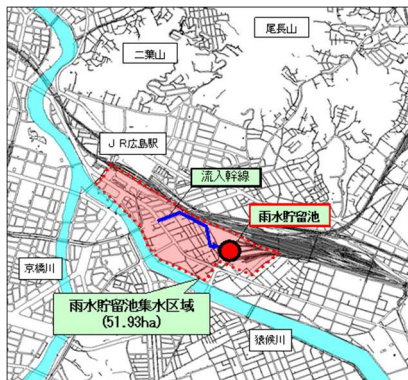 尾長山
二葉山
ＪＲ広島駅
流入幹線
雨水貯留池
京橋川
雨水貯留池集水区域
(51.93ha)
猿候川